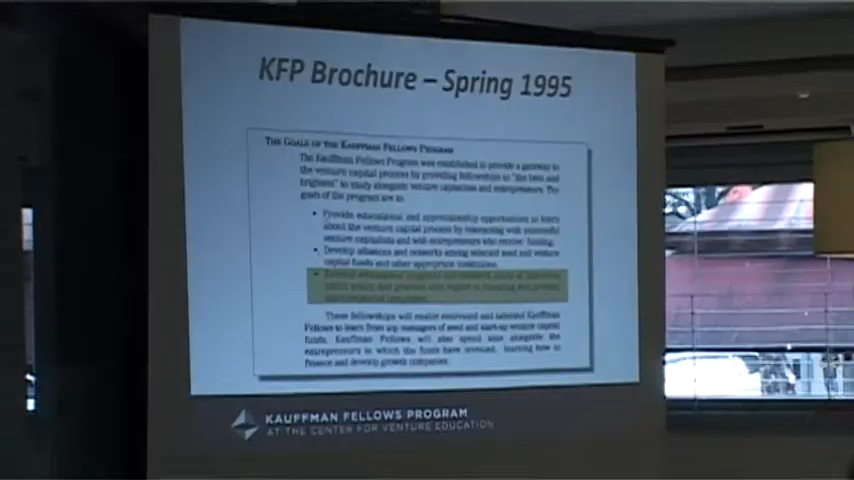 KFP Brochure – Spring 1995
THE GOALS OF THE KAUFFMAN FELLOWS PROGRAM
The Kauffman Fellows Program was established to provide a gateway to
the venture capital process by providing fellowships to "the best and
brightest" to study alongside venture capitalists and entrepreneurs. The
goals of the program are to:
• Provide educational and apprenticeship opportunities to learn
about the venture capital process by interacting with successful
venture capitalists and with entrepreneurs who receive funding.
• Develop alliances and networks among selected seed and venture
capital funds and other appropriate institutions.
These fellowships will enable motivated and talented Kauffman
Fellows to learn from top managers of seed and start-up venture capital
funds. Kauffman Fellows will also spend time alongside the
entrepreneurs in which the funds have invested, learning how to
finance and develop growth companies.
KAUFFMAN FELLOWS PROGRAM
AT THE CENTER FOR VENTURE EDUCATION